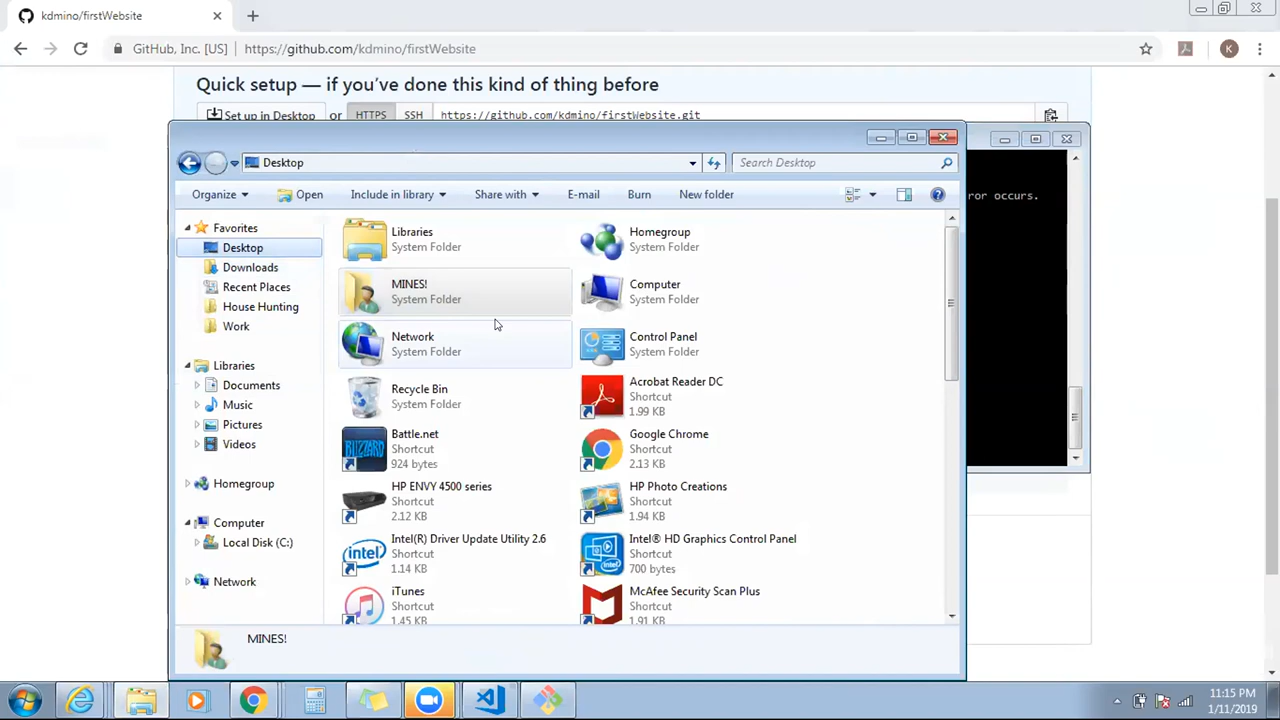 kdmino/firstWebsite
GitHub, Inc. [US] https://github.com/kdmino/firstWebsite
K
Quick setup — if you've done this kind of thing before
Set up in Desktop or HTTPS SSH https://github.com/kdmino/firstWebsite.git
Desktop
Search Desktop
Organize Open Include in library Share with E-mail Burn New folder
ror occurs.
Favorites
Desktop
Downloads
Recent Places
House Hunting
Work
Libraries
Documents
Music
Pictures
Videos
Homegroup
Computer
Local Disk (C:)
Network
Libraries
System Folder
Homegroup
System Folder
MINES!
System Folder
Computer
System Folder
Network
System Folder
Control Panel
System Folder
Recycle Bin
System Folder
Acrobat Reader DC
Shortcut
1.99 KB
Battle.net
Shortcut
924 bytes
BLIZZARD
Google Chrome
Shortcut
2.13 KB
HP ENVY 4500 series
Shortcut
2.12 KB
HP Photo Creations
Shortcut
1.94 KB
Intel(R) Driver Update Utility 2.6
Shortcut
1.14 KB
intel
Intel® HD Graphics Control Panel
Shortcut
700 bytes
iTunes
Shortcut
1.45 KB
McAfee Security Scan Plus
Shortcut
1.91 KB
MINES!
11:15 PM
1/11/2019